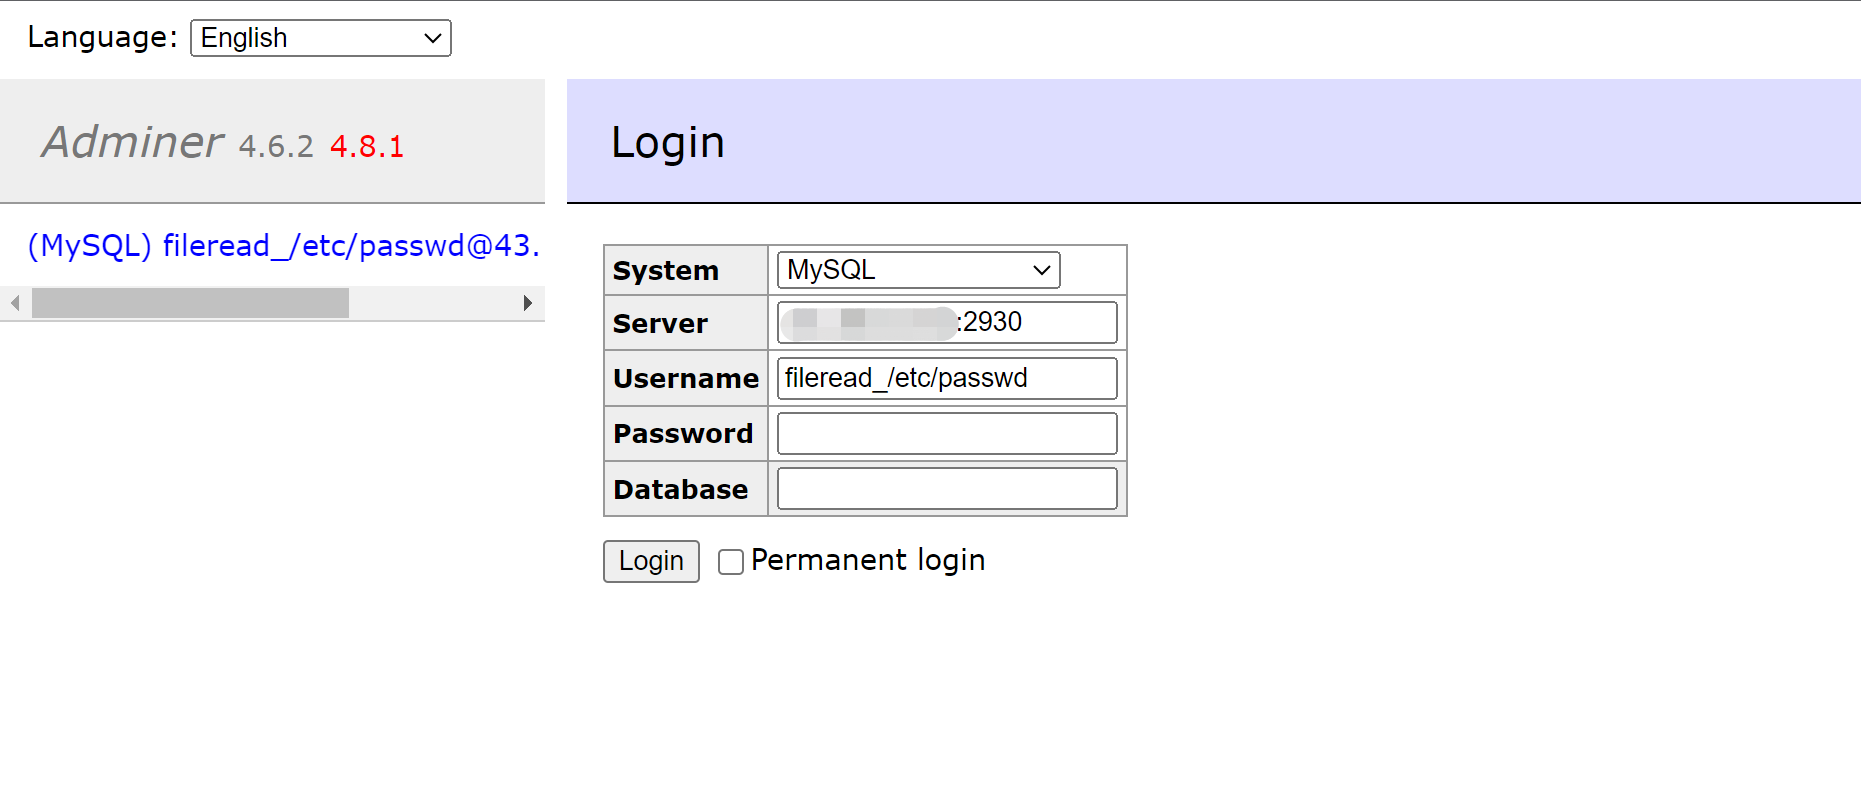 Language: English
Adminer 4.6.2 4.8.1
Login
(MySQL) fileread_/etc/passwd@43.
System MySQL
Server :2930
Username fileread_/etc/passwd
Password
Database
Login Permanent login